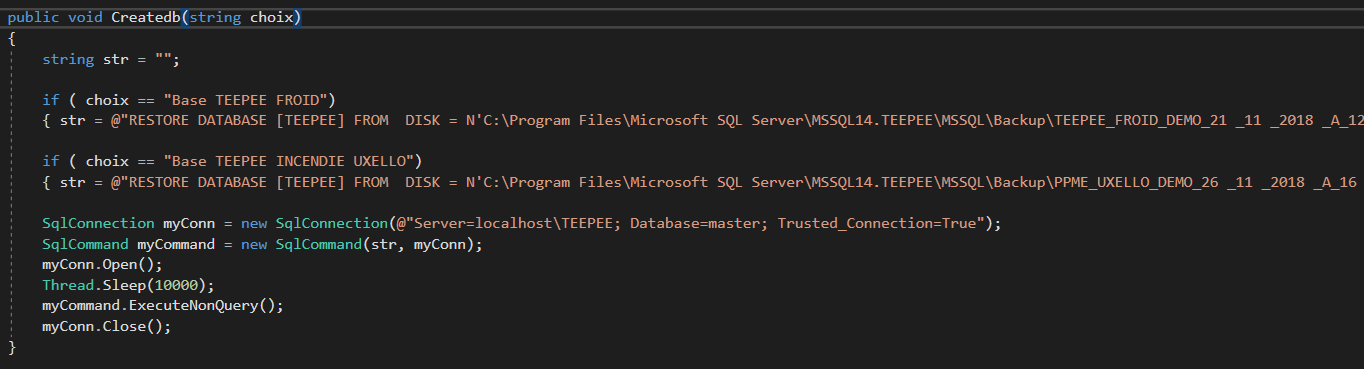 public void Createdb(string choix)
{
string str = "";
if ( choix == "Base TEEPEE FROID")
{ str = @"RESTORE DATABASE [TEEPEE] FROM  DISK = N'C:\Program Files\Microsoft SQL Server\MSSQL14.TEEPEE\MSSQL\Backup\TEEPEE_FROID_DEMO_21 _11 _2018 _A_12
if ( choix == "Base TEEPEE INCENDIE UXELLO")
{ str = @"RESTORE DATABASE [TEEPEE] FROM  DISK = N'C:\Program Files\Microsoft SQL Server\MSSQL14.TEEPEE\MSSQL\Backup\PPME_UXELLO_DEMO_26 _11 _2018 _A_16
SqlConnection myConn = new SqlConnection(@"Server=localhost\TEEPEE; Database=master; Trusted_Connection=True");
SqlCommand myCommand = new SqlCommand(str, myConn);
myConn.Open();
Thread.Sleep(10000);
myCommand.ExecuteNonQuery();
myConn.Close();
}